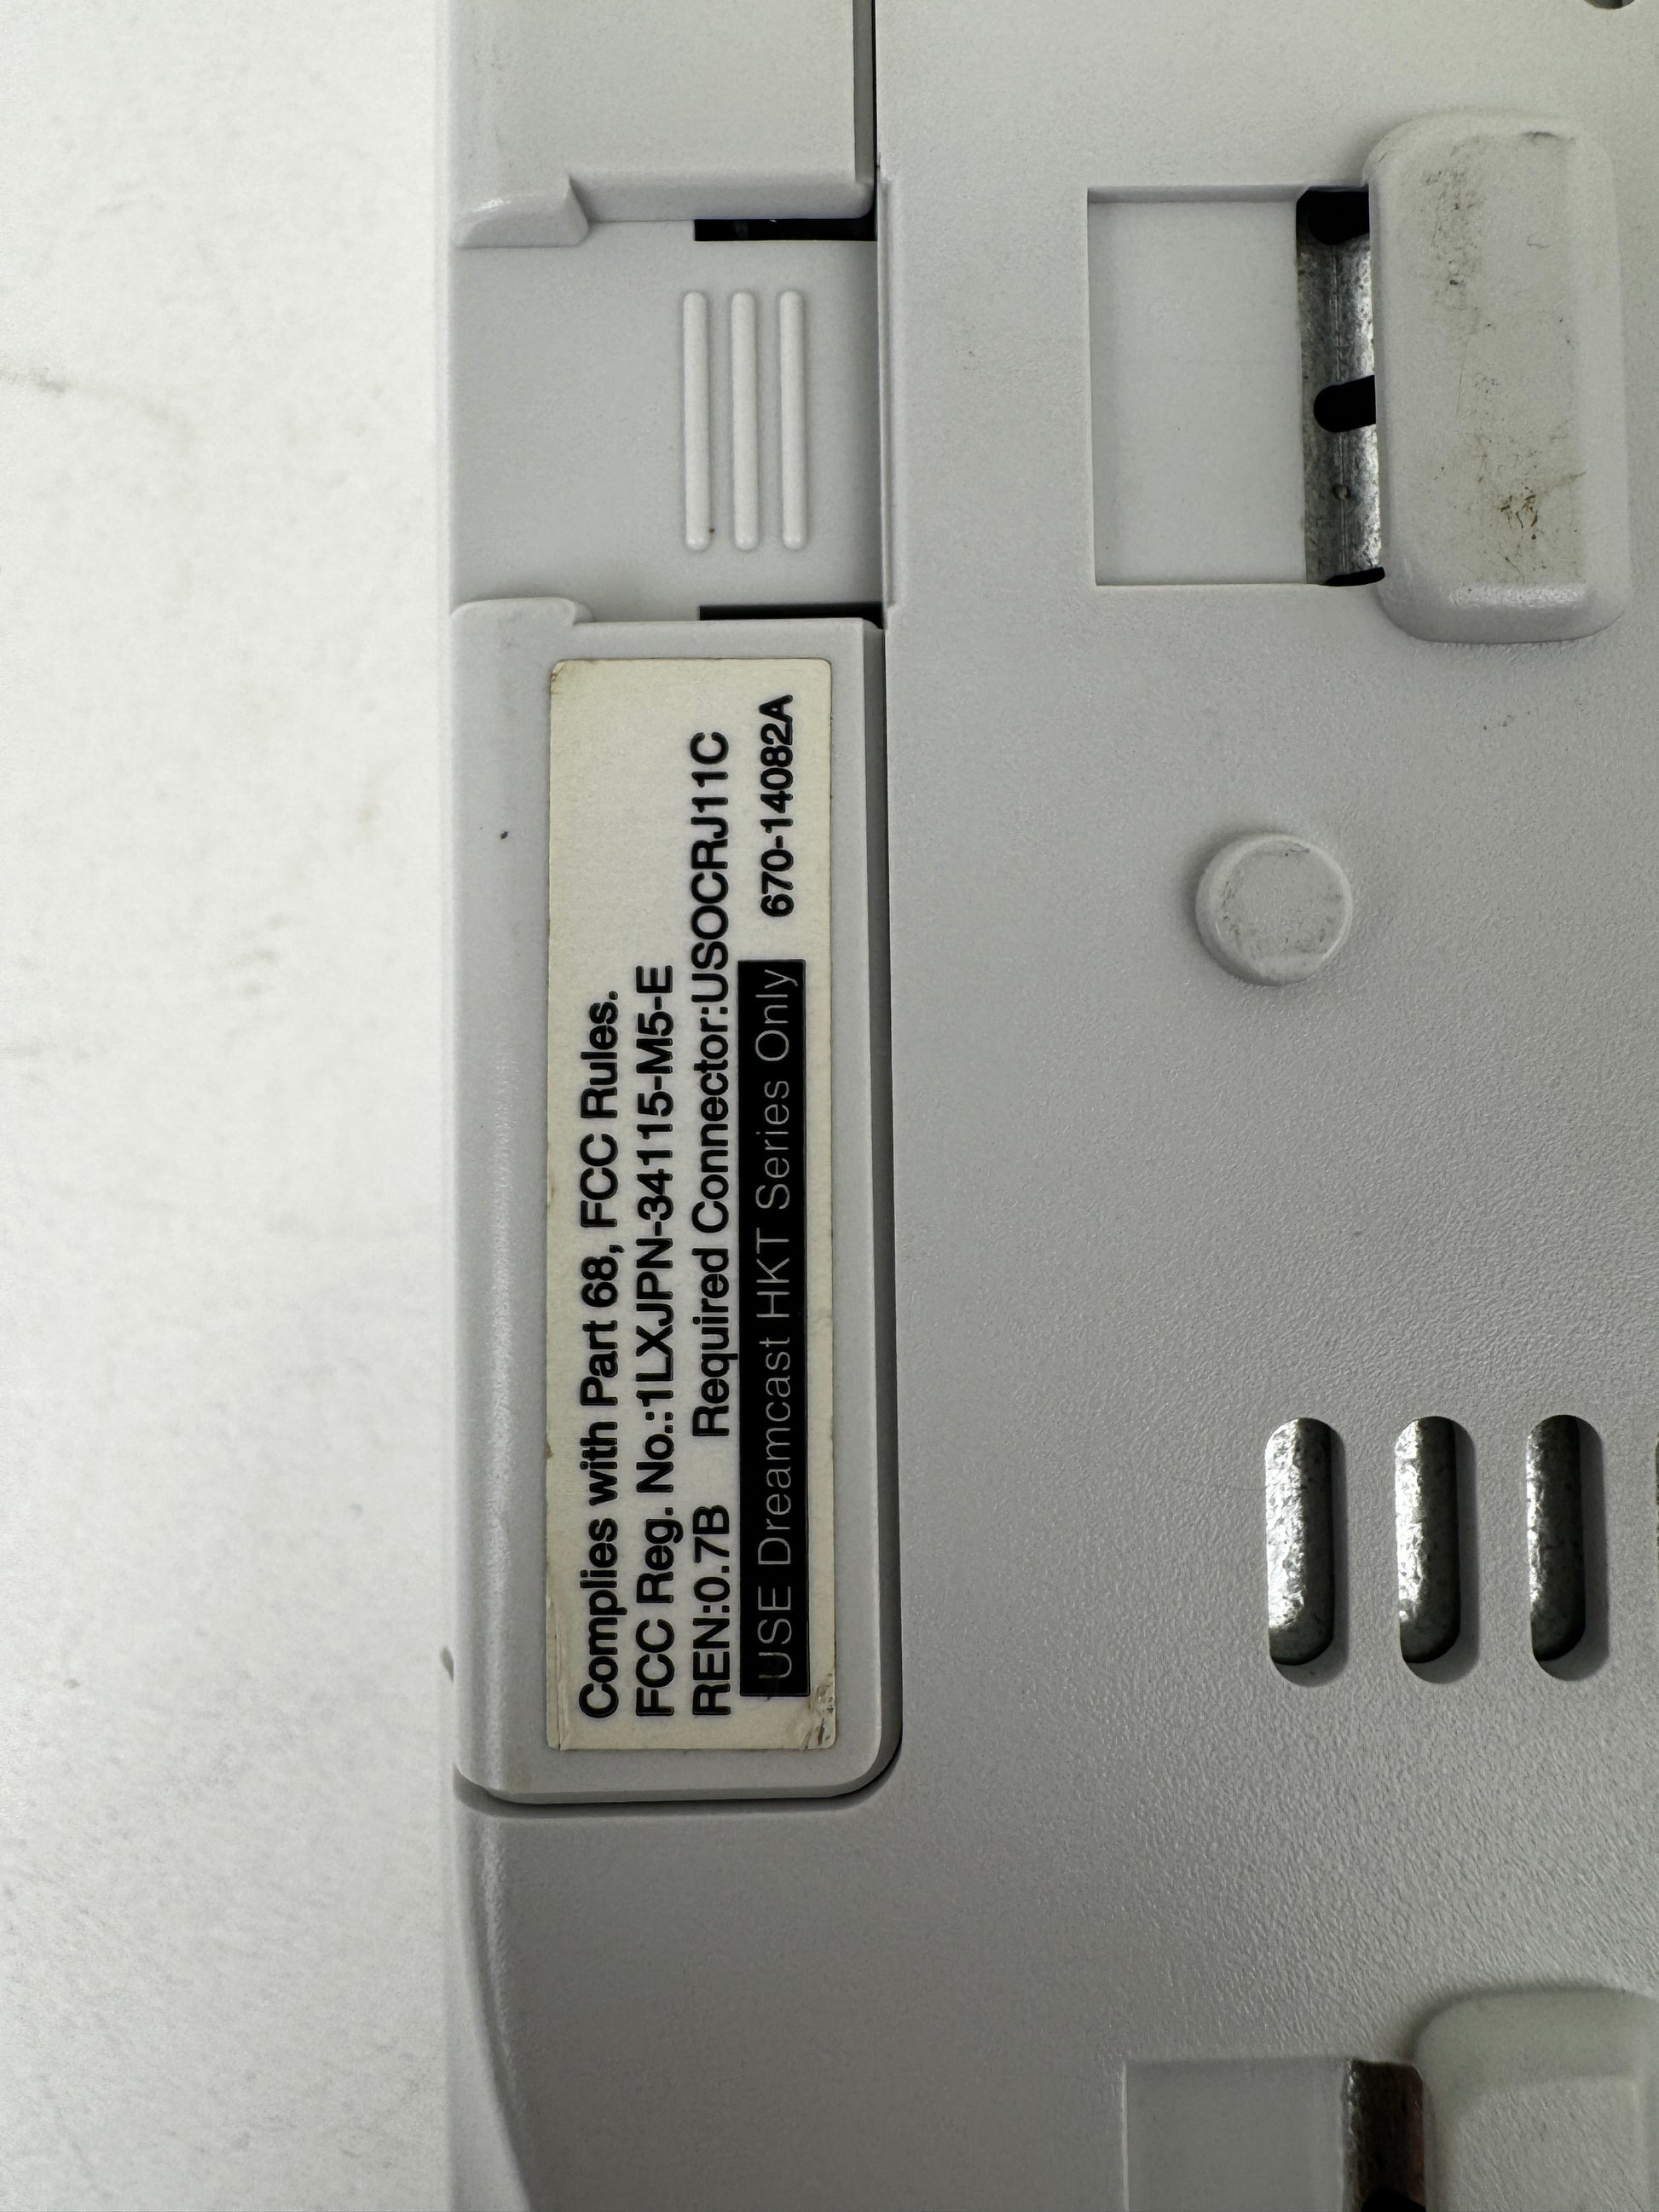 Complies with Part 68, FCC Rules.
FCC Reg. No.:1LXJPN-34115-M5-E
REN:0.7B Required Connector:USOCRJ11C
USE Dreamcast HKT Series Only 670-14082A